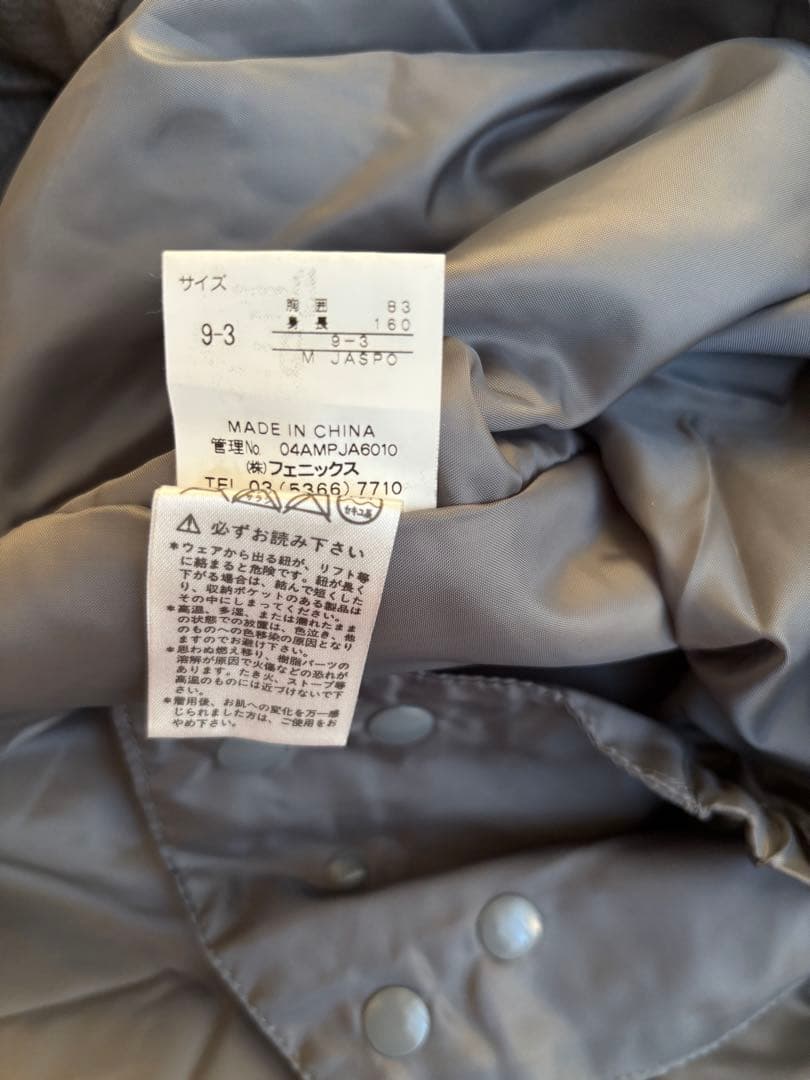 サイズ
胸囲 83
9-3 身長 160
9-3
M JASPO
MADE IN CHINA
管理No. 04AMPJA6010
(株)フェニックス
TEL 03(5366)7710
⚠必ずお読み下さい
*ウェアから出る紐が、リフト等
に絡まると危険です。紐が長く
下がる場合は、結んで短くした
り、収納ポケットのある製品は
その中にしまってください。
*高温、多湿、または濡れたまま
の状態での放置は、色泣き、他
のものへの色移染の原因となり
ますのでお避け下さい。
*思わぬ燃え移り、樹脂パーツの
溶解が原因で火傷などの恐れが
あります。たき火、ストーブ等
高温のものには近づけないで下
さい。
*着用後、お肌への変化を万一感
じられました方は、ご使用をお
やめ下さい。